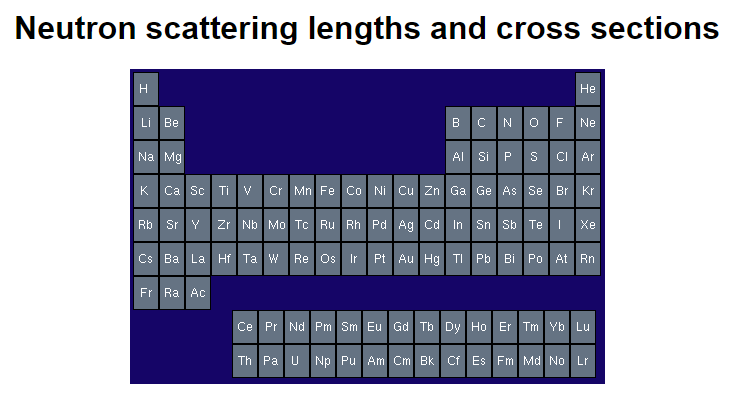 Neutron scattering lengths and cross sections
H He
Li Be B C N O F Ne
Na Mg Al Si P S Cl Ar
K Ca Sc Ti V Cr Mn Fe Co Ni Cu Zn Ga Ge As Se Br Kr
Rb Sr Y Zr Nb Mo Tc Ru Rh Pd Ag Cd In Sn Sb Te I Xe
Cs Ba La Hf Ta W Re Os Ir Pt Au Hg Tl Pb Bi Po At Rn
Fr Ra Ac
Ce Pr Nd Pm Sm Eu Gd Tb Dy Ho Er Tm Yb Lu
Th Pa U Np Pu Am Cm Bk Cf Es Fm Md No Lr